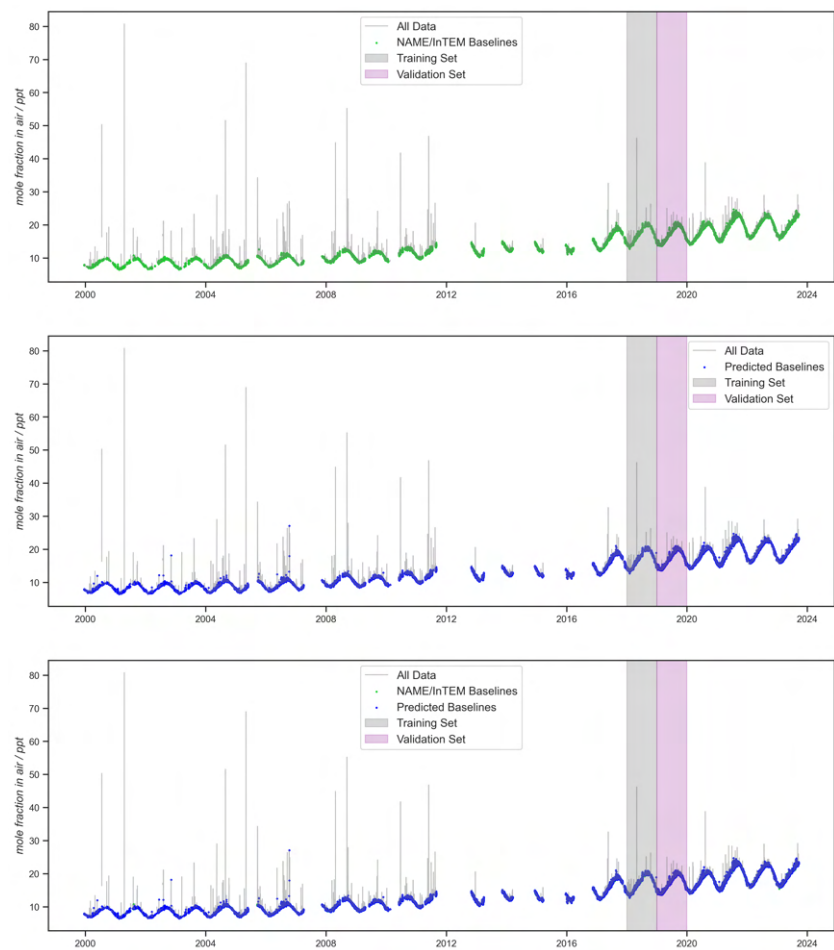 80
70
60
50
40
30
20
10
mole fraction in air / ppt
All Data
NAME/InTEM Baselines
Training Set
Validation Set
2000 2004 2008 2012 2016 2020 2024
80
70
60
50
40
30
20
10
mole fraction in air / ppt
All Data
Predicted Baselines
Training Set
Validation Set
2000 2004 2008 2012 2016 2020 2024
80
70
60
50
40
30
20
10
mole fraction in air / ppt
All Data
NAME/InTEM Baselines
Predicted Baselines
Training Set
Validation Set
2000 2004 2008 2012 2016 2020 2024